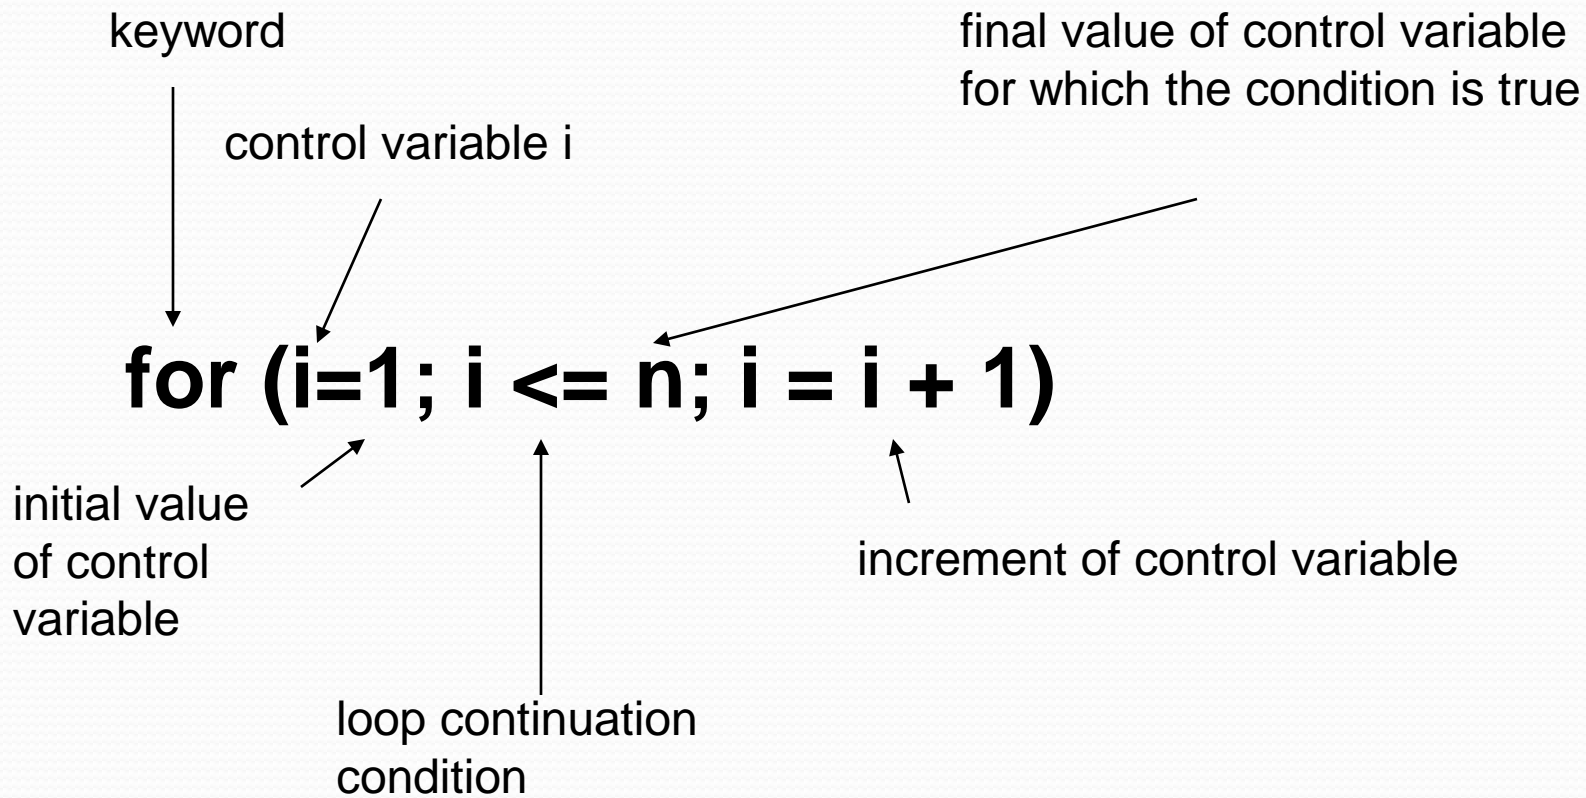 keyword
final value of control variable
for which the condition is true
control variable i
for (i=1; i <= n; i = i + 1)
initial value
of control
variable
increment of control variable
loop continuation
condition